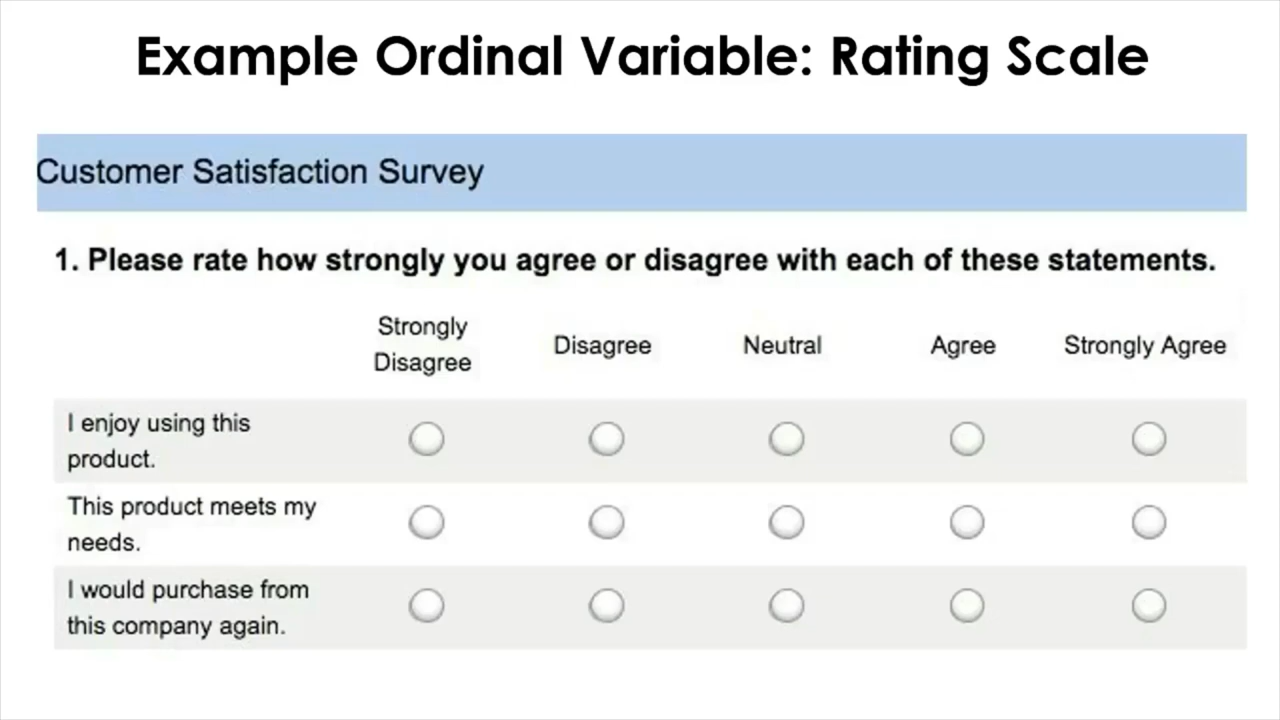 Example Ordinal Variable: Rating Scale
Customer Satisfaction Survey
1. Please rate how strongly you agree or disagree with each of these statements.
Strongly
Disagree
Disagree
Neutral
Agree
Strongly Agree
I enjoy using this
product.
This product meets my
needs.
I would purchase from
this company again.